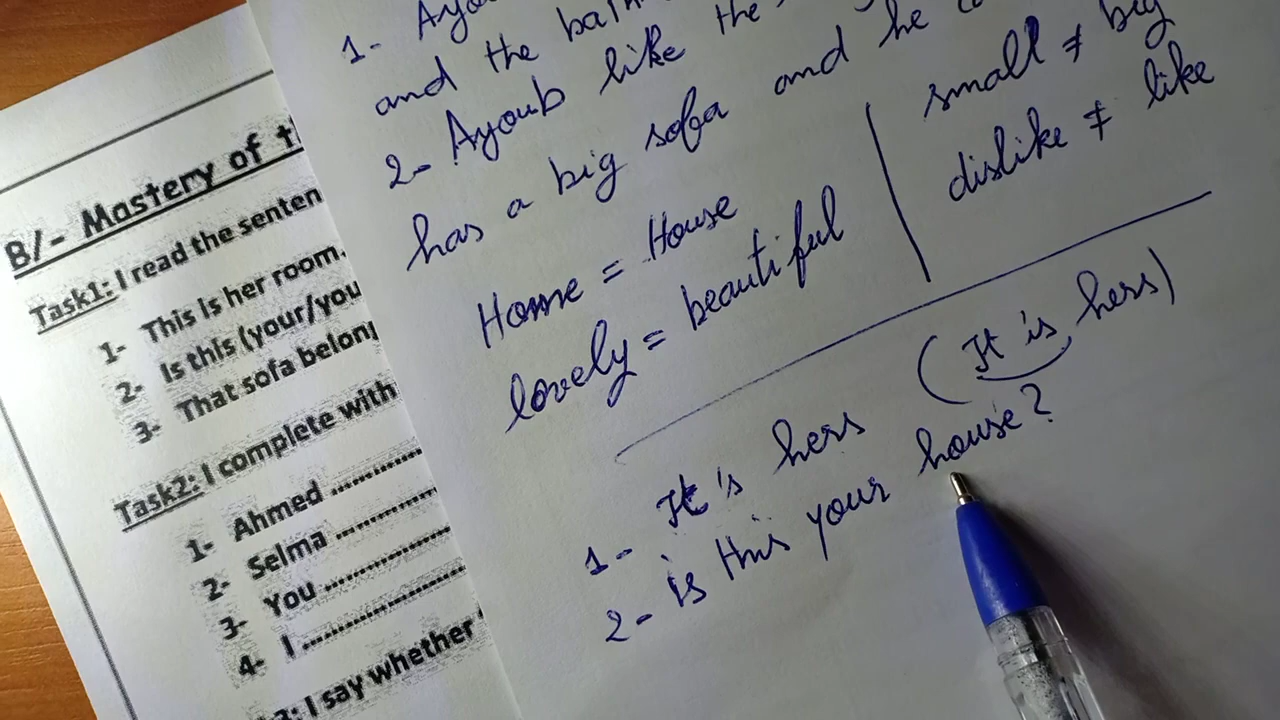 B/- Mastery of t
Task1: I read the senten
1- This is her room.
2- Is this (your/you
3- That sofa belong
Task2: I complete with
1- Ahmed ...............
2- Selma ...............
3- You ...................
4- I .......................
: I say whether
1- Ayou
and the
2- Ayoub like the
has a big sofa and he
Home = House
lovely = beautiful
small ≠ big
dislike ≠ like
1- It's hers (It is hers)
2- is this your house?